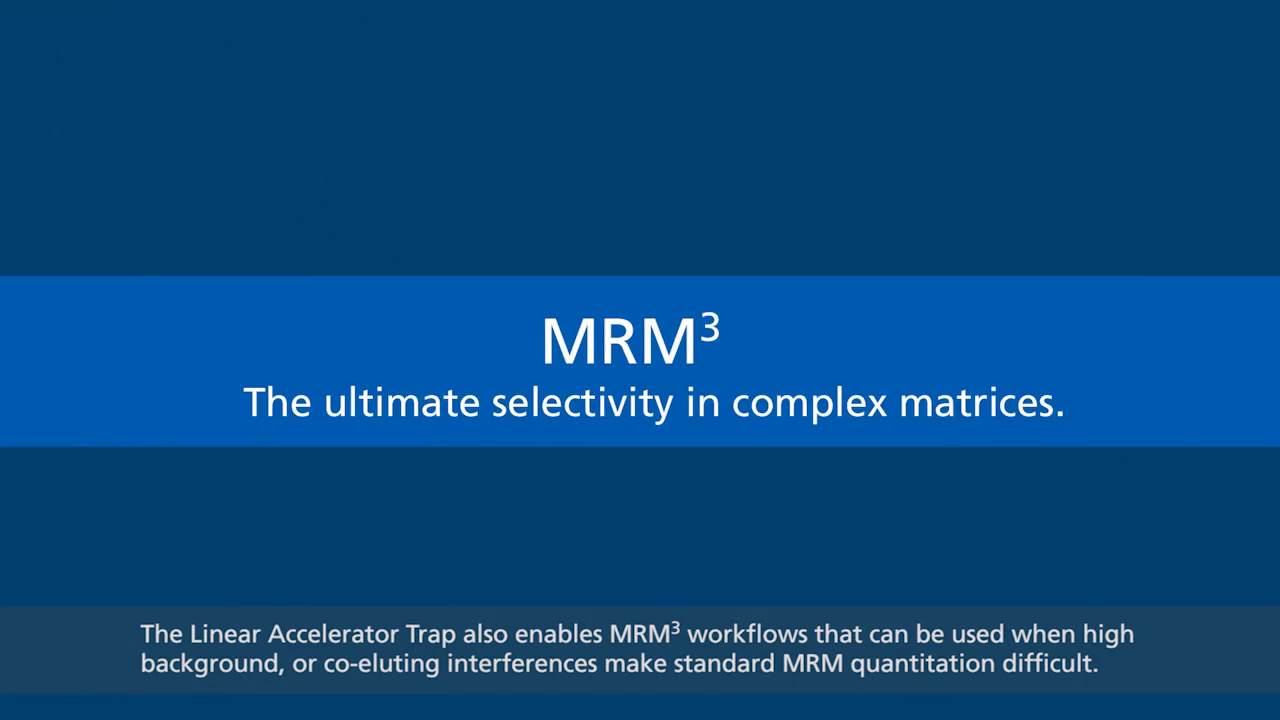 MRM³
The ultimate selectivity in complex matrices.
The Linear Accelerator Trap also enables MRM³ workflows that can be used when high
background, or co-eluting interferences make standard MRM quantitation difficult.